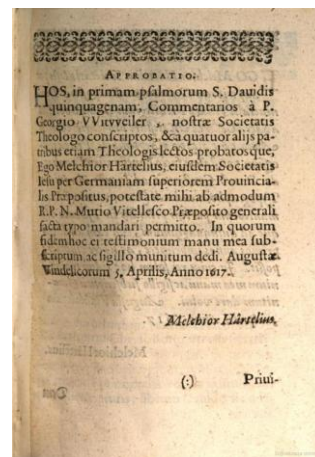 APPROBATIO.
HOS, in primam psalmorum S. Dauidis
quinquagenam, Commentarios à P.
Georgio VVitvveiler, nostræ Societatis
Theologo conscriptos, & à quatuor alijs pa-
tribus etiam Theologis lectos probatosque,
Ego Melchior Härtelius, eiusdem Societatis
Iesu per Germaniam superiorem Prouincia-
lis Præpositus, potestate mihi ab admodum
R. P. N. Mutio Vitellesco Præposito generali
facta typo mandari permitto. In quorum
fidem hoc ei testimonium manu mea sub-
scriptum ac sigillo munitum dedi. Augustæ
Vindelicorum 5. Aprilis, Anno 1617.
Melchior Härtelius.
(:) Priui-